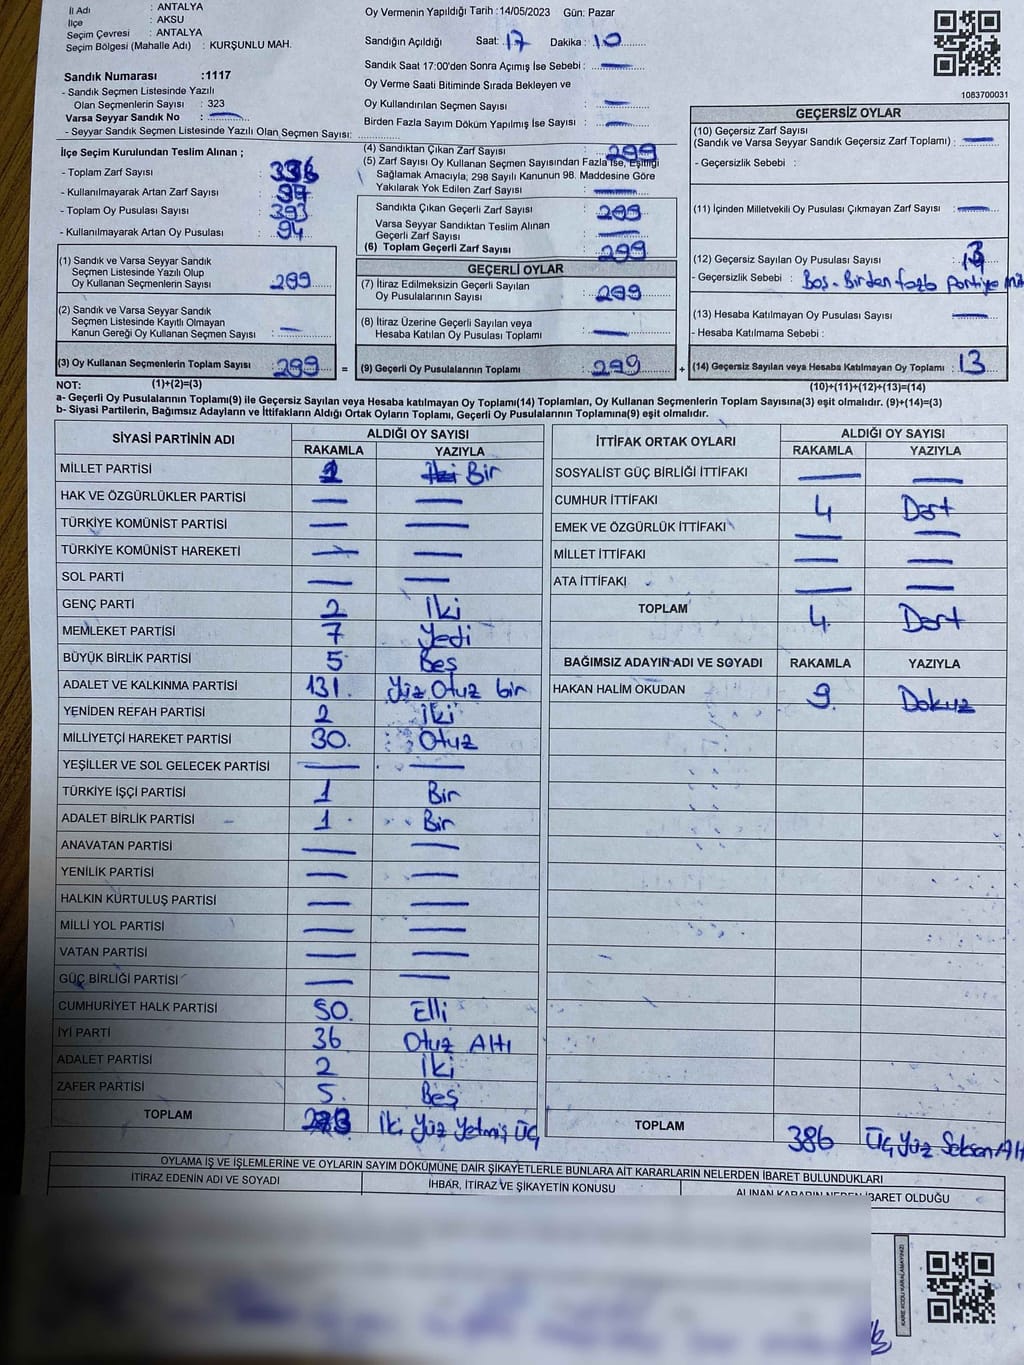 İl Adı : ANTALYA
İlçe : AKSU
Seçim Çevresi : ANTALYA
Seçim Bölgesi (Mahalle Adı) : KURŞUNLU MAH.
Sandık Numarası :1117
- Sandık Seçmen Listesinde Yazılı
Olan Seçmenlerin Sayısı : 323
Varsa Seyyar Sandık No :
- Seyyar Sandık Seçmen Listesinde Yazılı Olan Seçmen Sayısı:
Oy Vermenin Yapıldığı Tarih :14/05/2023 Gün: Pazar
Sandığın Açıldığı Saat: 17 Dakika : 10
Sandık Saat 17:00'den Sonra Açımış İse Sebebi :
Oy Verme Saati Bitiminde Sırada Bekleyen ve
Oy Kullandırılan Seçmen Sayısı :
Birden Fazla Sayım Döküm Yapılmış İse Sayısı :
1083700031
İlçe Seçim Kurulundan Teslim Alınan ;
- Toplam Zarf Sayısı :
- Kullanılmayarak Artan Zarf Sayısı :
- Toplam Oy Pusulası Sayısı : 393
- Kullanılmayarak Artan Oy Pusulası : 94
(1) Sandık ve Varsa Seyyar Sandık
Seçmen Listesinde Yazılı Olup
Oy Kullanan Seçmenlerin Sayısı : 299
(2) Sandık ve Varsa Seyyar Sandık
Seçmen Listesinde Kayıtlı Olmayan
Kanun Gereği Oy Kullanan Seçmen Sayısı :
(3) Oy Kullanan Seçmenlerin Toplam Sayısı : 299 =
(4) Sandıktan Çıkan Zarf Sayısı : 299
(5) Zarf Sayısı Oy Kullanan Seçmen Sayısından Fazla İse, Eşitliği
Sağlamak Amacıyla; 298 Sayılı Kanunun 98. Maddesine Göre
Yakılarak Yok Edilen Zarf Sayısı :
Sandıkta Çıkan Geçerli Zarf Sayısı : 299
Varsa Seyyar Sandıktan Teslim Alınan
Geçerli Zarf Sayısı :
(6) Toplam Geçerli Zarf Sayısı : 299
GEÇERLİ OYLAR
(7) İtiraz Edilmeksizin Geçerli Sayılan
Oy Pusulalarının Sayısı : 299
(8) İtiraz Üzerine Geçerli Sayılan veya
Hesaba Katılan Oy Pusulası Toplamı :
(9) Geçerli Oy Pusulalarının Toplamı : 299 +
GEÇERSİZ OYLAR
(10) Geçersiz Zarf Sayısı
(Sandık ve Varsa Seyyar Sandık Geçersiz Zarf Toplamı) :
- Geçersizlik Sebebi :
(11) İçinden Milletvekili Oy Pusulası Çıkmayan Zarf Sayısı :
(12) Geçersiz Sayılan Oy Pusulası Sayısı : 13
- Geçersizlik Sebebi : Boş - Birden fazla Partiye
(13) Hesaba Katılmayan Oy Pusulası Sayısı :
- Hesaba Katılmama Sebebi :
(14) Geçersiz Sayılan veya Hesaba Katılmayan Oy Toplamı : 13
NOT: (1)+(2)=(3) (10)+(11)+(12)+(13)=(14)
a- Geçerli Oy Pusulalarının Toplamı(9) ile Geçersiz Sayılan veya Hesaba katılmayan Oy Toplamı(14) Toplamları, Oy Kullanan Seçmenlerin Toplam Sayısına(3) eşit olmalıdır. (9)+(14)=(3)
b- Siyasi Partilerin, Bağımsız Adayların ve İttifakların Aldığı Ortak Oyların Toplamı, Geçerli Oy Pusulalarının Toplamına(9) eşit olmalıdır.
SİYASİ PARTİNİN ADI ALDIĞI OY SAYISI
RAKAMLA YAZIYLA
MİLLET PARTİSİ 1 Bir
HAK VE ÖZGÜRLÜKLER PARTİSİ
TÜRKİYE KOMÜNİST PARTİSİ
TÜRKİYE KOMÜNİST HAREKETİ
SOL PARTİ
GENÇ PARTİ 2 İki
MEMLEKET PARTİSİ 7 Yedi
BÜYÜK BİRLİK PARTİSİ 5 Beş
ADALET VE KALKINMA PARTİSİ 131. Yüz Otuz bir
YENİDEN REFAH PARTİSİ 2 İki
MİLLİYETÇİ HAREKET PARTİSİ 30. Otuz
YEŞİLLER VE SOL GELECEK PARTİSİ
TÜRKİYE İŞÇİ PARTİSİ 1 Bir
ADALET BİRLİK PARTİSİ 1 Bir
ANAVATAN PARTİSİ
YENİLİK PARTİSİ
HALKIN KURTULUŞ PARTİSİ
MİLLİ YOL PARTİSİ
VATAN PARTİSİ
GÜÇ BİRLİĞİ PARTİSİ
CUMHURİYET HALK PARTİSİ 50. Elli
İYİ PARTİ 36 Otuz Altı
ADALET PARTİSİ 2 İki
ZAFER PARTİSİ 5. Beş
TOPLAM 273 İki Yüz Yetmiş Üç
İTTİFAK ORTAK OYLARI ALDIĞI OY SAYISI
RAKAMLA YAZIYLA
SOSYALİST GÜÇ BİRLİĞİ İTTİFAKI
CUMHUR İTTİFAKI 4 Dört
EMEK VE ÖZGÜRLÜK İTTİFAKI
MİLLET İTTİFAKI
ATA İTTİFAKI
TOPLAM 4. Dört
BAĞIMSIZ ADAYIN ADI VE SOYADI RAKAMLA YAZIYLA
HAKAN HALİM OKUDAN 9. Dokuz
TOPLAM 386 Üç Yüz Seksen Altı
OYLAMA İŞ VE İŞLEMLERİNE VE OYLARIN SAYIM DÖKÜMÜNE DAİR ŞİKAYETLERLE BUNLARA AİT KARARLARIN NELERDEN İBARET BULUNDUKLARI
İTİRAZ EDENİN ADI VE SOYADI İHBAR, İTİRAZ VE ŞİKAYETİN KONUSU ALINAN KARARIN NEDEN İBARET OLDUĞU
KARE KODU KARALAMAYINIZ!